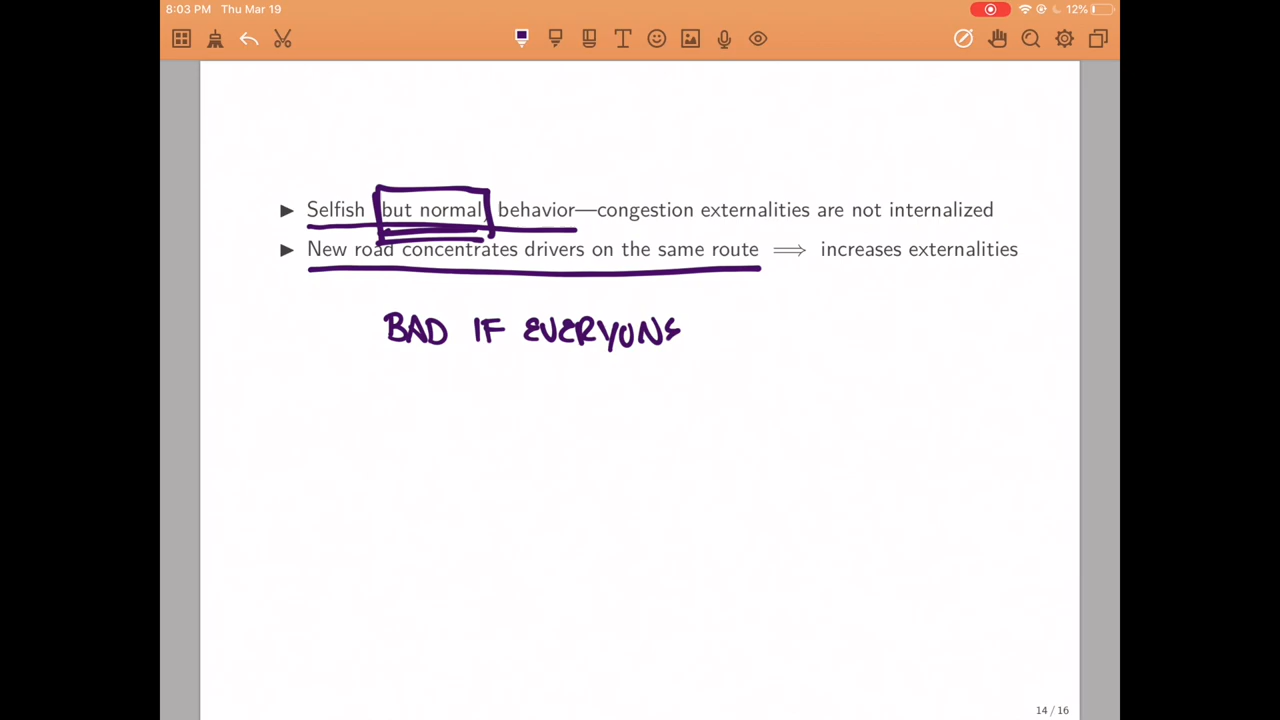 8:03 PM Thu Mar 19
12%
▶ Selfish but normal, behavior—congestion externalities are not internalized
▶ New road concentrates drivers on the same route ⟹ increases externalities
BAD IF EVERYONE
14 / 16